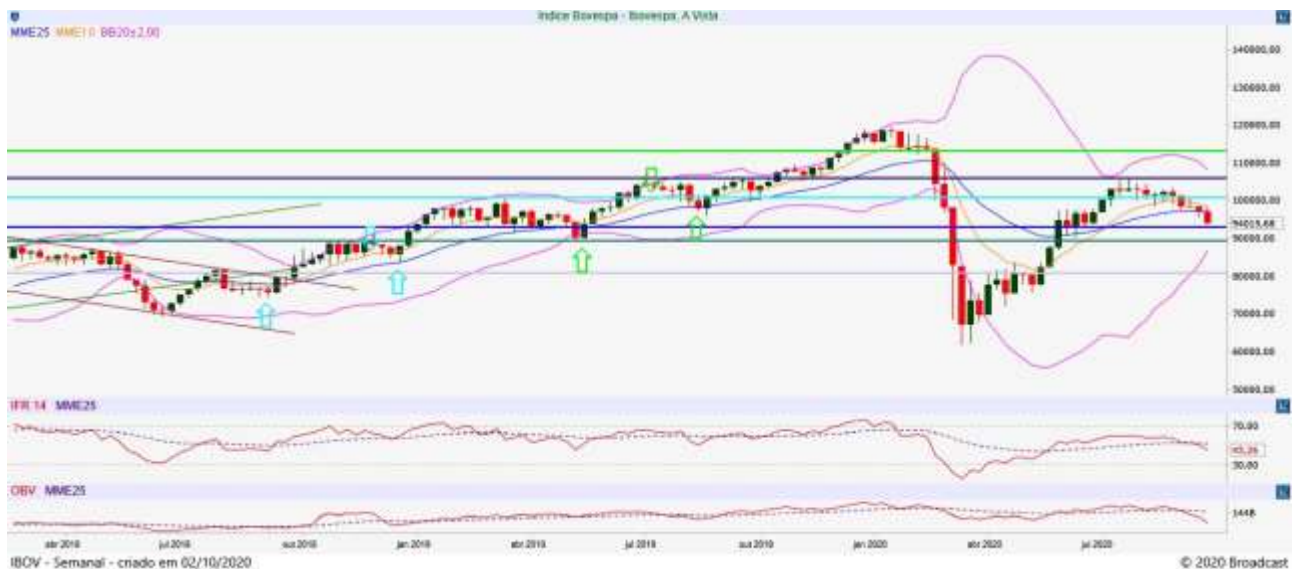 Indice Bovespa - Ibovespa, A Vista
MME25 MME10 BB20±2,00
140000,00
130000,00
120000,00
110000,00
100000,00
94015,68
90000,00
80000,00
70000,00
60000,00
50000,00
IFR 14 MME25
70,00
30,00
OBV MME25
1448
abr 2018 jul 2018 out 2018 jan 2019 abr 2019 jul 2019 out 2019 jan 2020 abr 2020 jul 2020
IBOV - Semanal - criado em 02/10/2020
© 2020 Broadcast